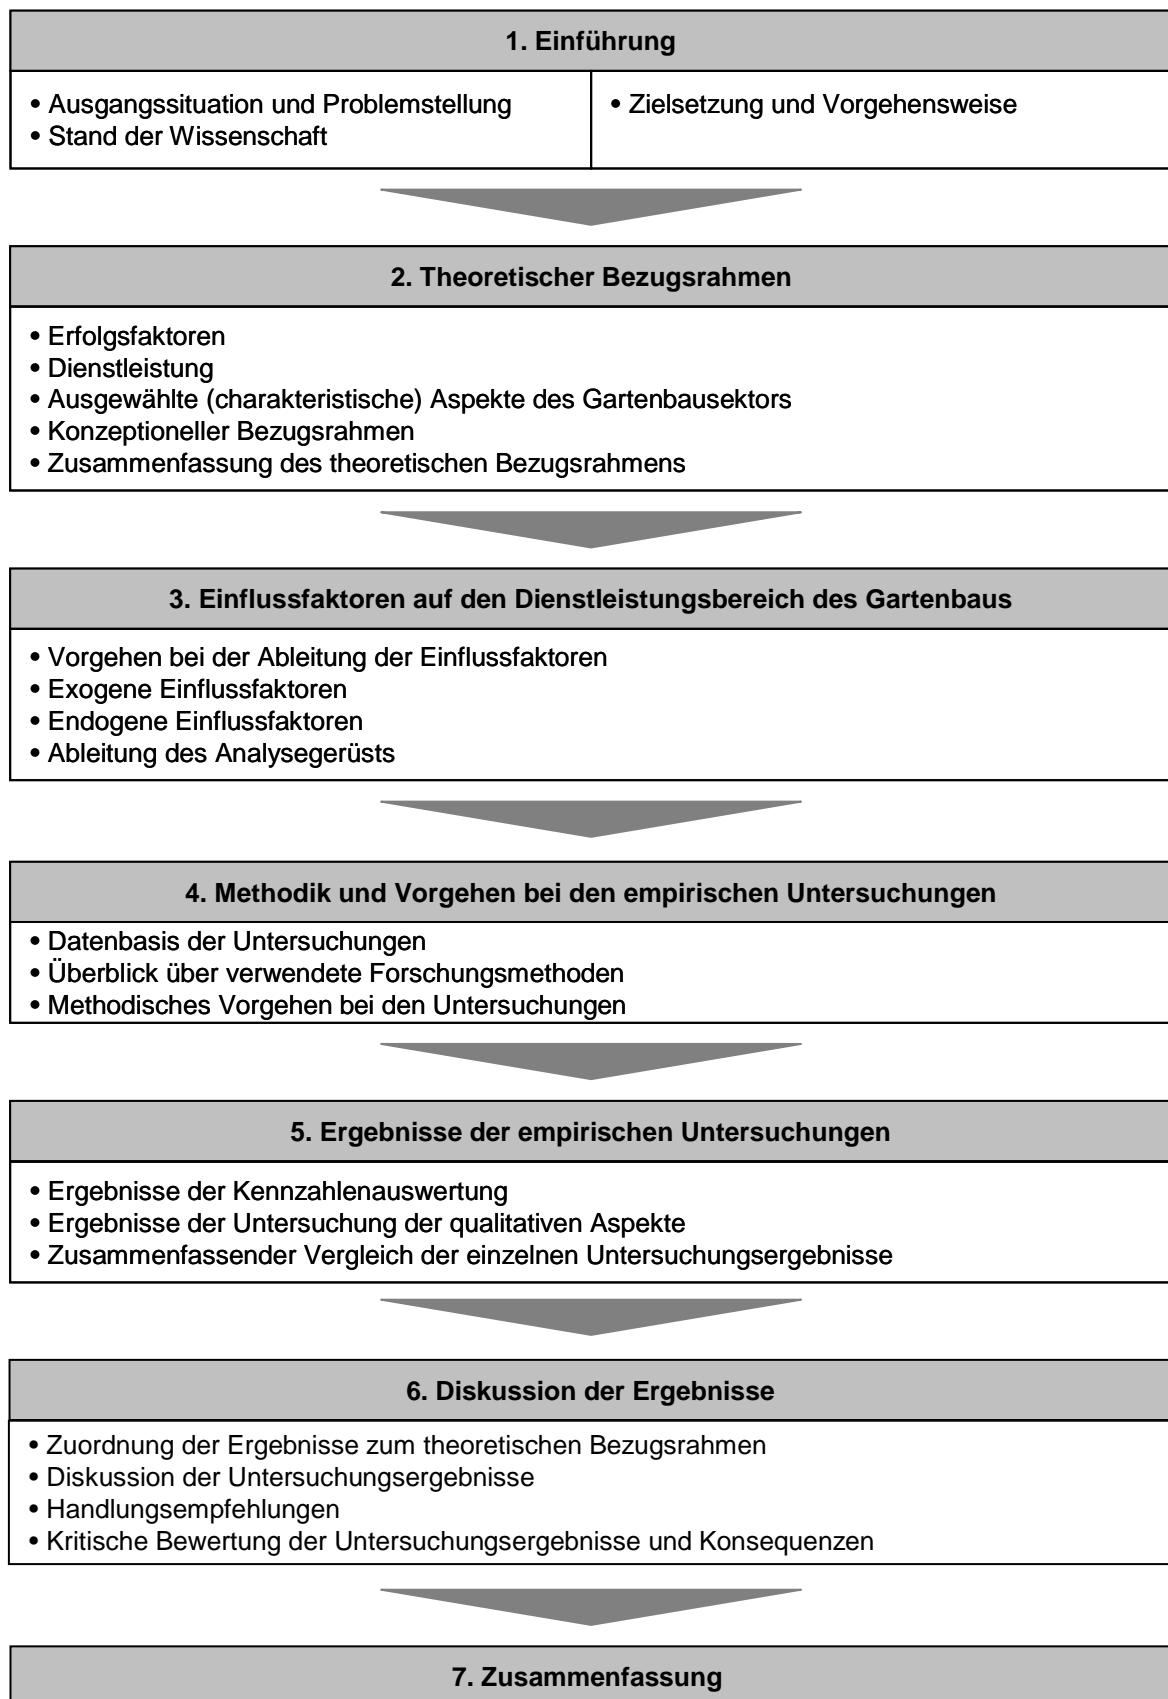 1. Einführung
• Ausgangssituation und Problemstellung
• Stand der Wissenschaft
• Zielsetzung und Vorgehensweise
2. Theoretischer Bezugsrahmen
• Erfolgsfaktoren
• Dienstleistung
• Ausgewählte (charakteristische) Aspekte des Gartenbausektors
• Konzeptioneller Bezugsrahmen
• Zusammenfassung des theoretischen Bezugsrahmens
3. Einflussfaktoren auf den Dienstleistungsbereich des Gartenbaus
• Vorgehen bei der Ableitung der Einflussfaktoren
• Exogene Einflussfaktoren
• Endogene Einflussfaktoren
• Ableitung des Analysegerüsts
4. Methodik und Vorgehen bei den empirischen Untersuchungen
• Datenbasis der Untersuchungen
• Überblick über verwendete Forschungsmethoden
• Methodisches Vorgehen bei den Untersuchungen
5. Ergebnisse der empirischen Untersuchungen
• Ergebnisse der Kennzahlenauswertung
• Ergebnisse der Untersuchung der qualitativen Aspekte
• Zusammenfassender Vergleich der einzelnen Untersuchungsergebnisse
6. Diskussion der Ergebnisse
• Zuordnung der Ergebnisse zum theoretischen Bezugsrahmen
• Diskussion der Untersuchungsergebnisse
• Handlungsempfehlungen
• Kritische Bewertung der Untersuchungsergebnisse und Konsequenzen
7. Zusammenfassung